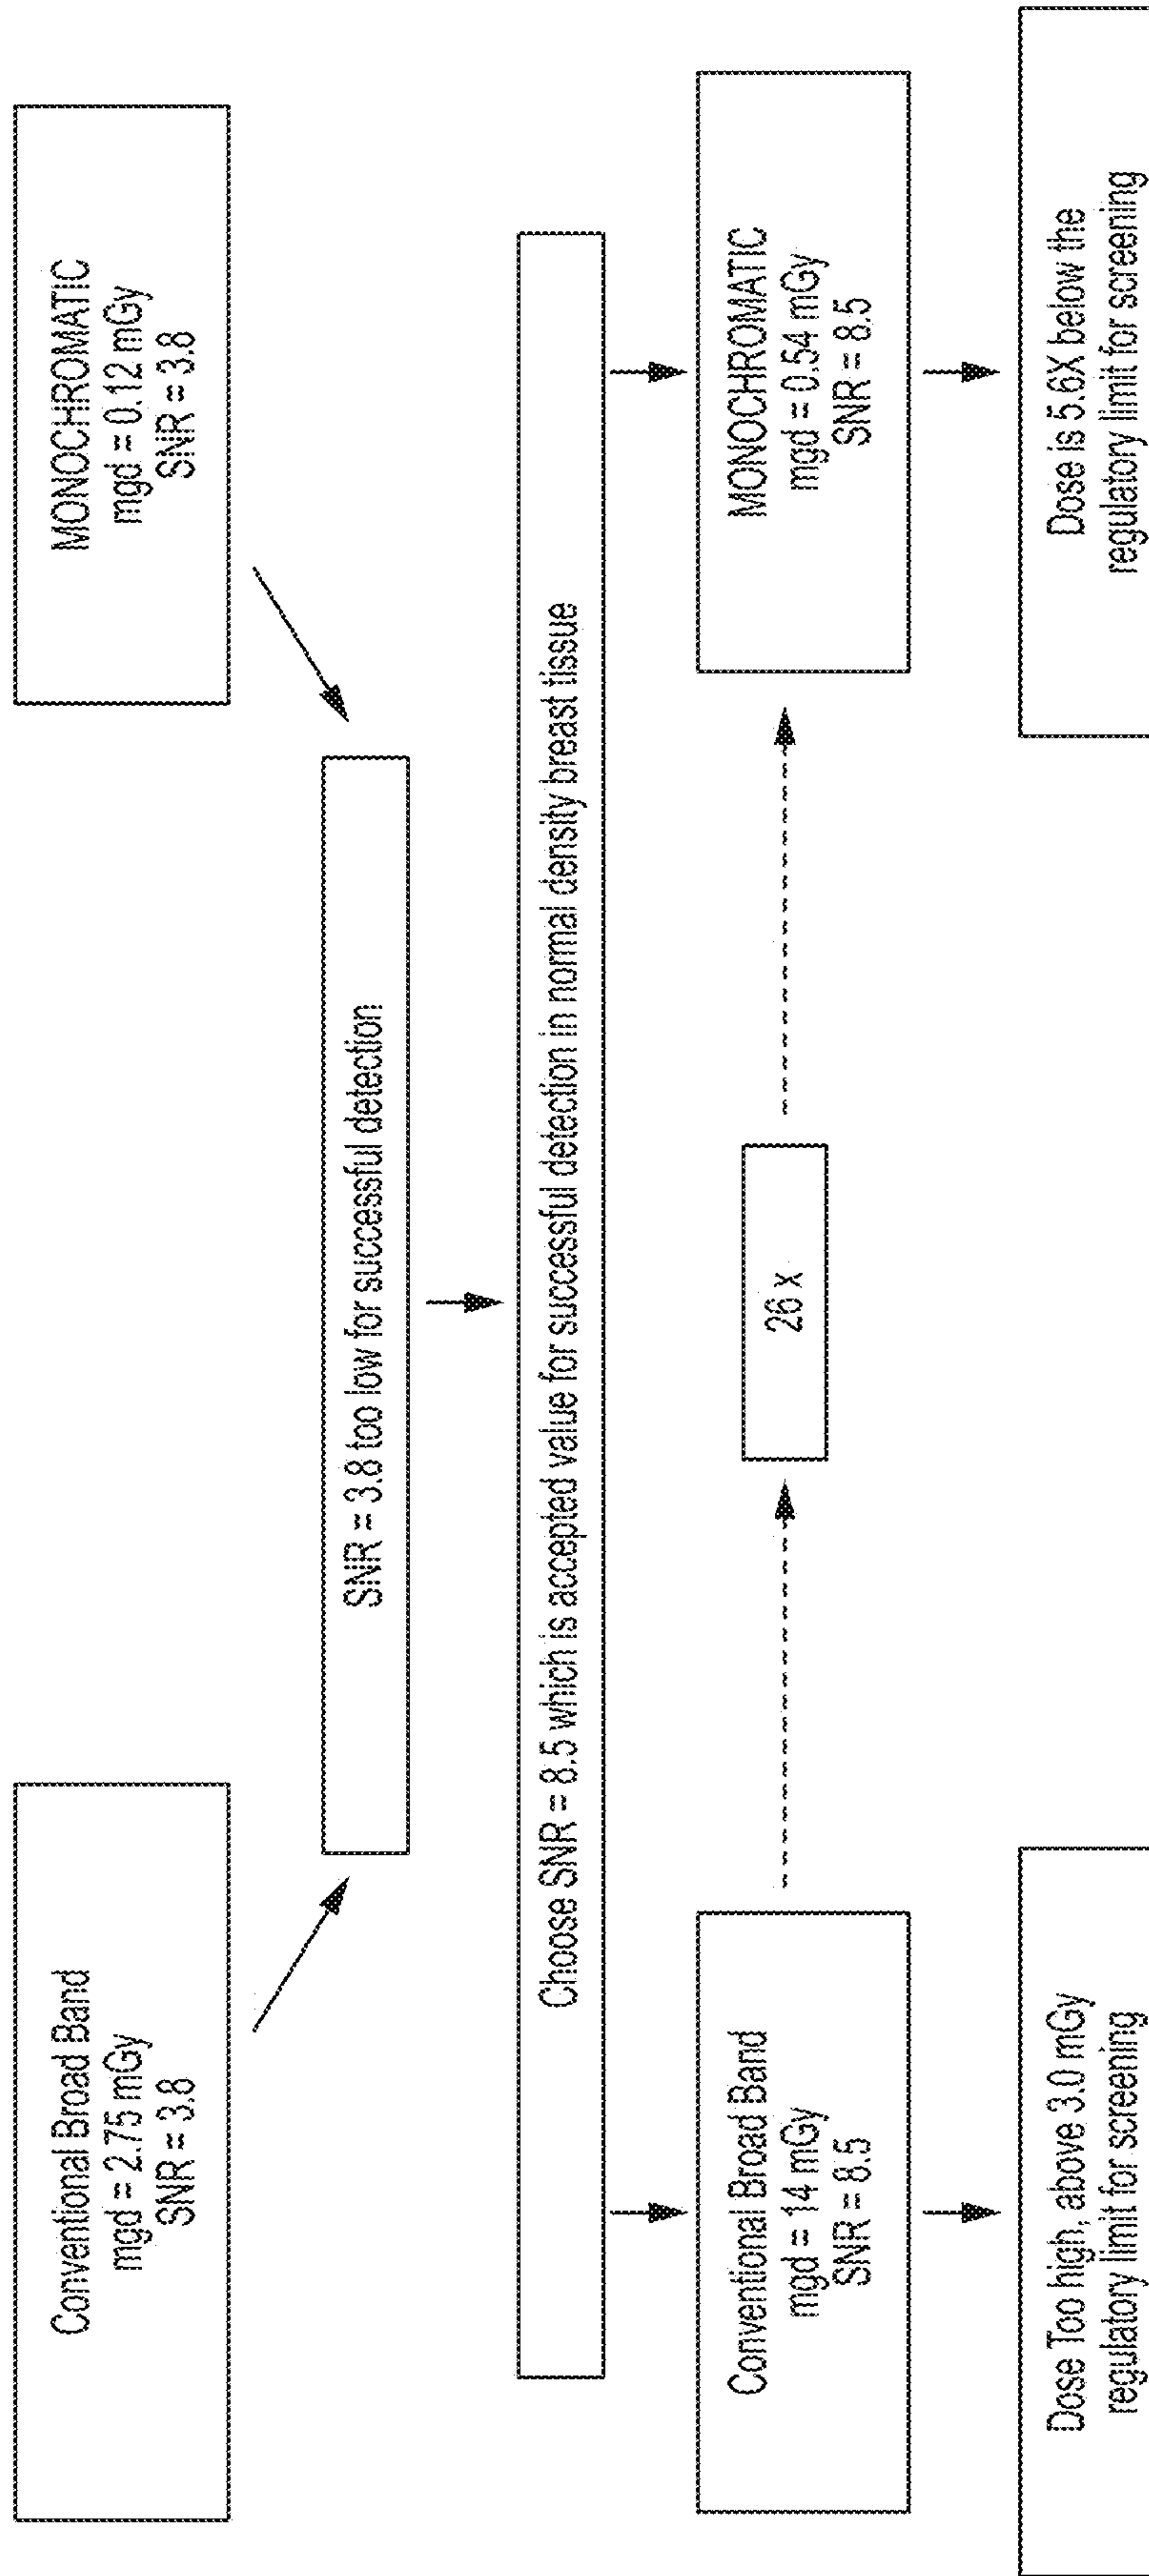 Conventional Broad Band
mgd = 2.75 mGy
SNR = 3.8
MONOCHROMATIC
mgd = 0.12 mGy
SNR = 3.8
SNR = 3.8 too low for successful detection
Choose SNR = 8.5 which is accepted value for successful detection in normal density breast tissue
Conventional Broad Band
mgd = 14 mGy
SNR = 8.5
26 x
MONOCHROMATIC
mgd = 0.54 mGy
SNR = 8.5
Dose Too high, above 3.0 mGy
regulatory limit for screening
Dose is 5.6X below the
regulatory limit for screening